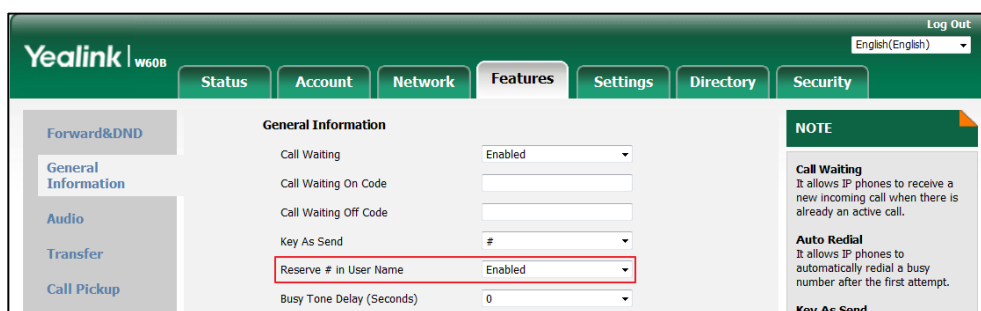 Log Out
Yealink | W60B
English(English)
Status Account Network Features Settings Directory Security
Forward&DND
General
Information
Audio
Transfer
Call Pickup
General Information
Call Waiting Enabled
Call Waiting On Code
Call Waiting Off Code
Key As Send #
Reserve # in User Name Enabled
Busy Tone Delay (Seconds) 0
NOTE
Call Waiting
It allows IP phones to receive a
new incoming call when there is
already an active call.
Auto Redial
It allows IP phones to
automatically redial a busy
number after the first attempt.
Key As Send